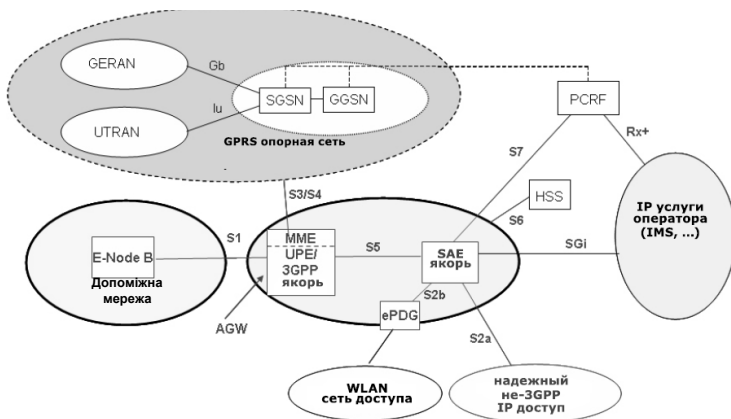 GERAN
Gb
SGSN
GGSN
PCRF
UTRAN
Iu
GPRS опорная сеть
Rx+
S7
S3/S4
HSS
S6
IP услуги
оператора
(IMS, ...)
S1
MME
UPE/
3GPP
якорь
S5
SAE
якорь
SGi
E-Node B
Допоміжна
мережа
S2b
ePDG
AGW
S2a
WLAN
сеть доступа
надежный
не-3GPP
IP доступ